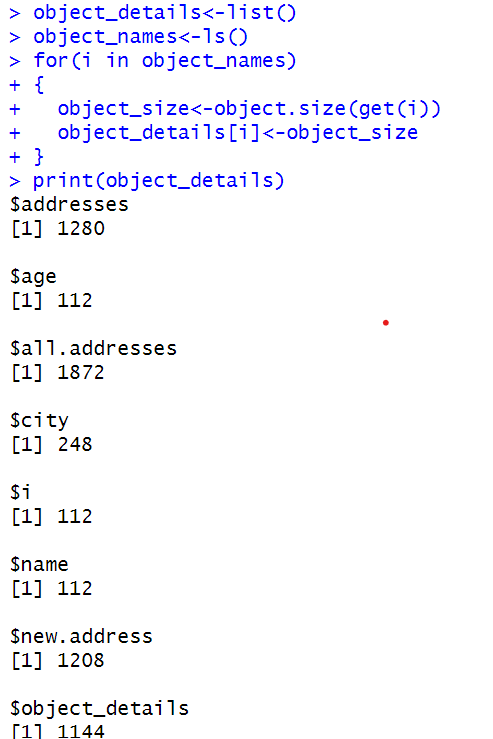 > object_details<-list()
> object_names<-ls()
> for(i in object_names)
+ {
+   object_size<-object.size(get(i))
+   object_details[i]<-object_size
+ }
> print(object_details)
$addresses
[1] 1280
$age
[1] 112
$all.addresses
[1] 1872
$city
[1] 248
$i
[1] 112
$name
[1] 112
$new.address
[1] 1208
$object_details
[1] 1144